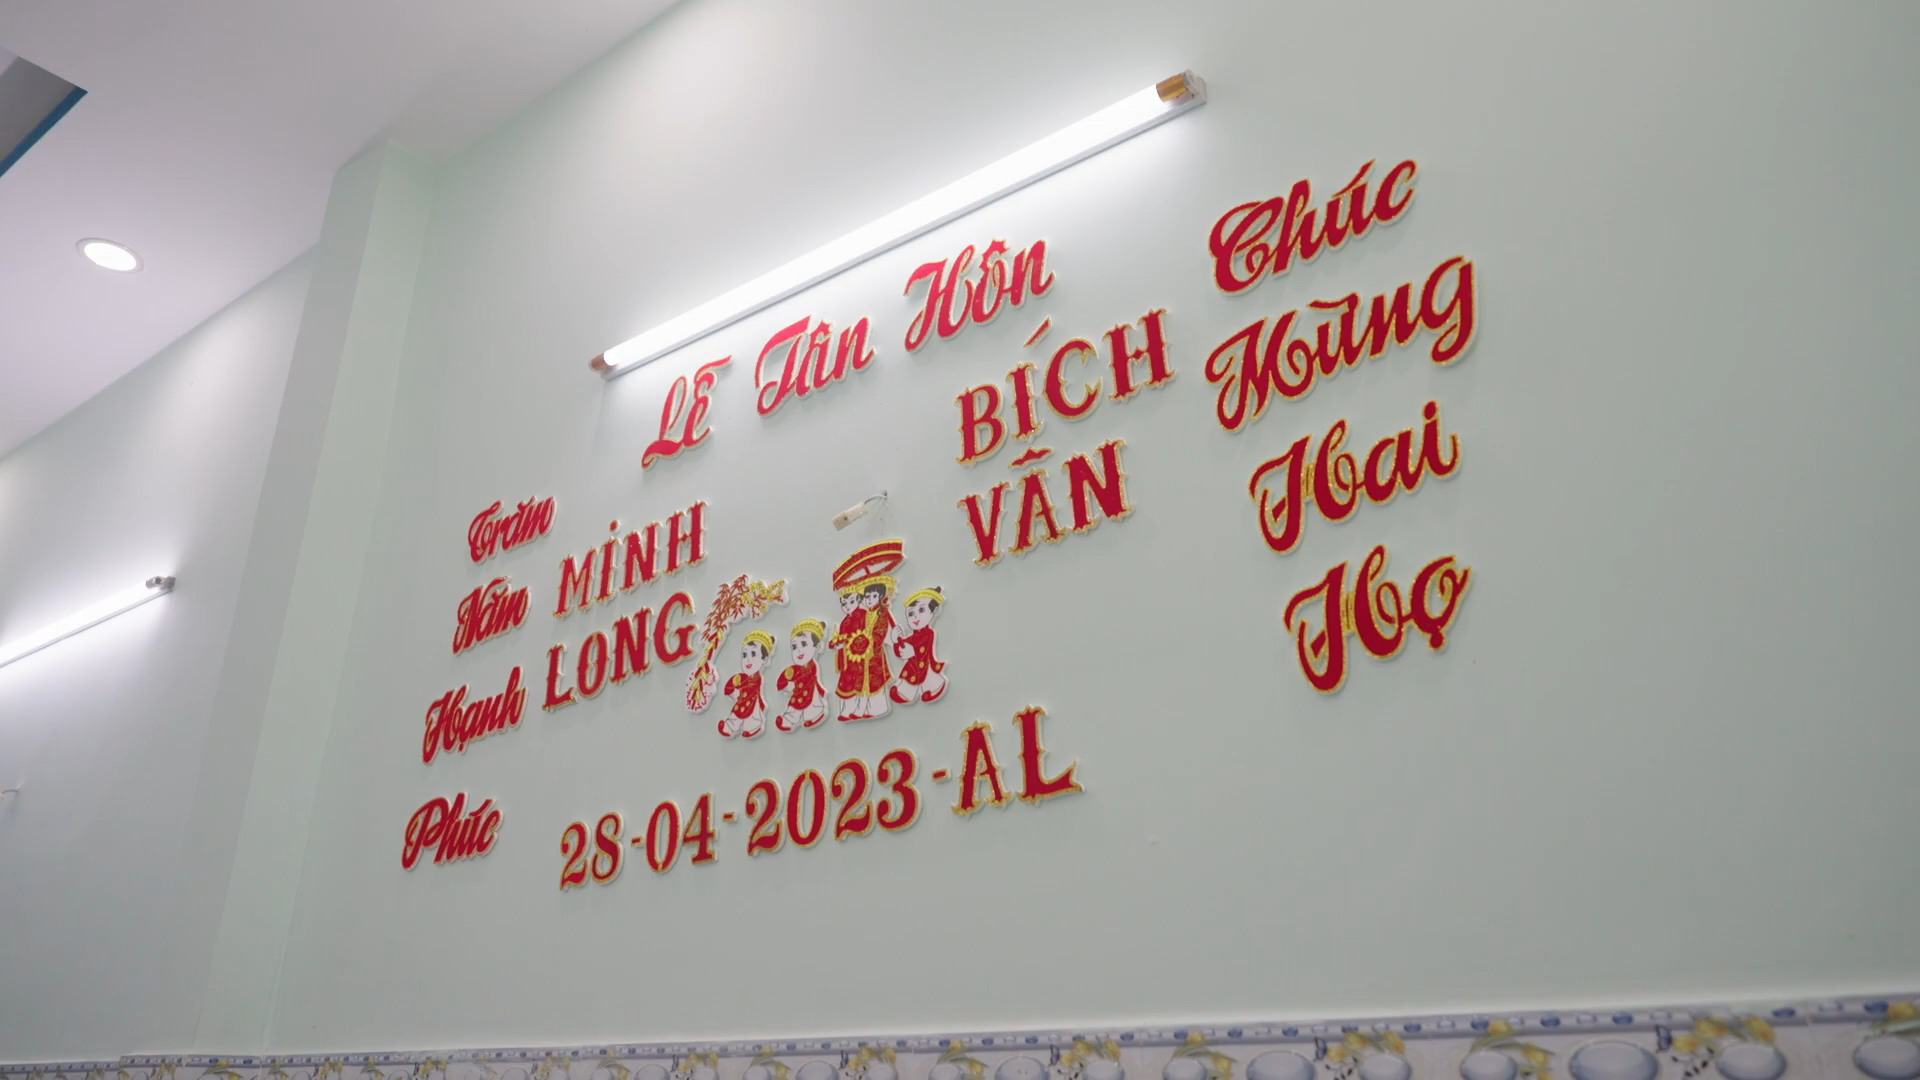 Lễ Tân Hôn
Trăm
Năm
Hạnh
Phúc
MINH
LONG
BÍCH
VÂN
28-04-2023-AL
Chúc
Mừng
Hai
Họ